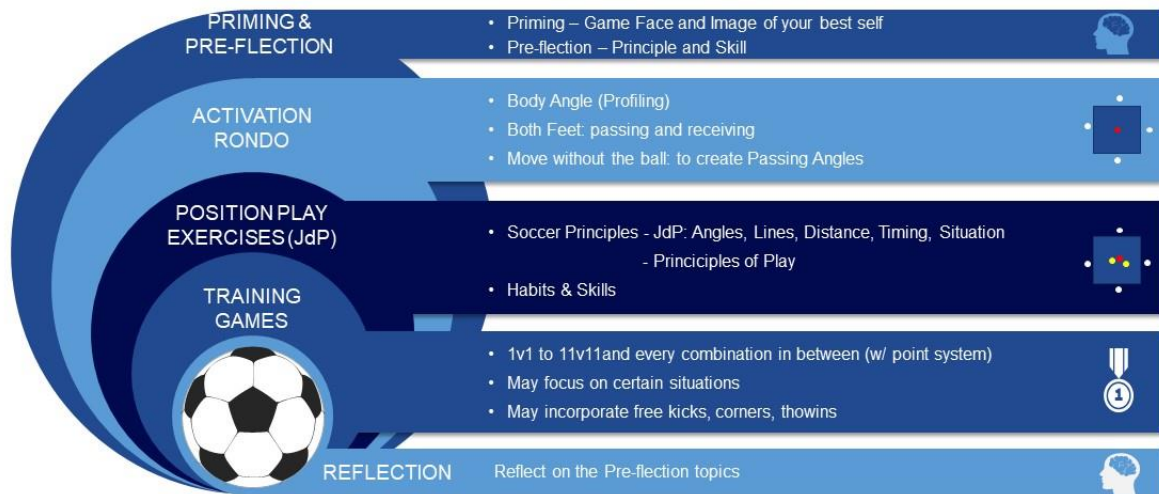 PRIMING &
PRE-FLECTION
• Priming – Game Face and Image of your best self
• Pre-flection – Principle and Skill
ACTIVATION
RONDO
• Body Angle (Profiling)
• Both Feet: passing and receiving
• Move without the ball: to create Passing Angles
POSITION PLAY
EXERCISES (JdP)
• Soccer Principles - JdP: Angles, Lines, Distance, Timing, Situation
- Princiciples of Play
• Habits & Skills
TRAINING
GAMES
• 1v1 to 11v11and every combination in between (w/ point system)
• May focus on certain situations
• May incorporate free kicks, corners, thowins
1
REFLECTION
Reflect on the Pre-flection topics